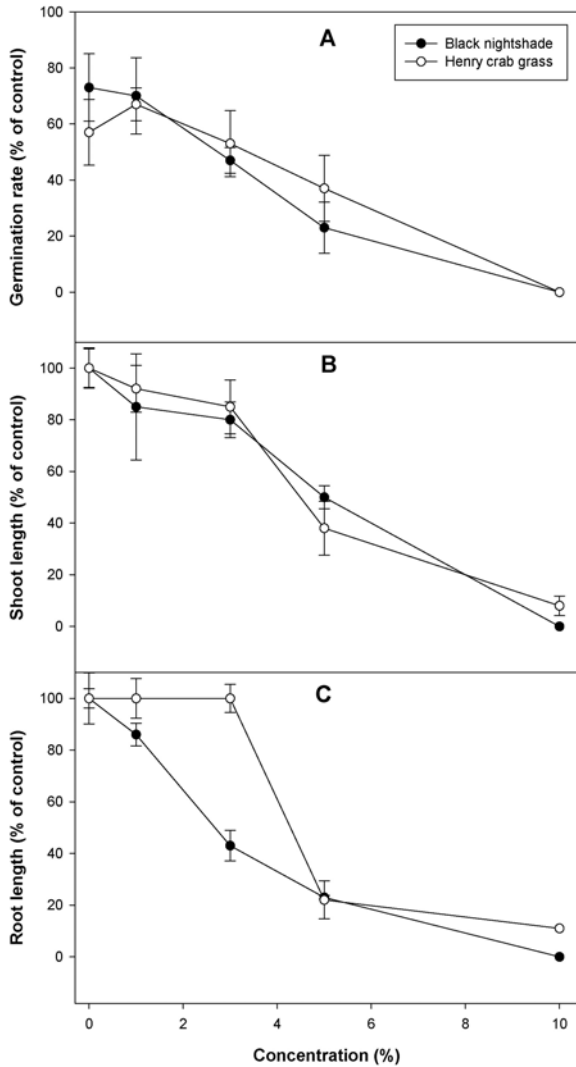 A
Black nightshade
Henry crab grass
Germination rate (% of control)
100
80
60
40
20
0
B
Shoot length (% of control)
100
80
60
40
20
0
C
Root length (% of control)
100
80
60
40
20
0
0 2 4 6 8 10
Concentration (%)